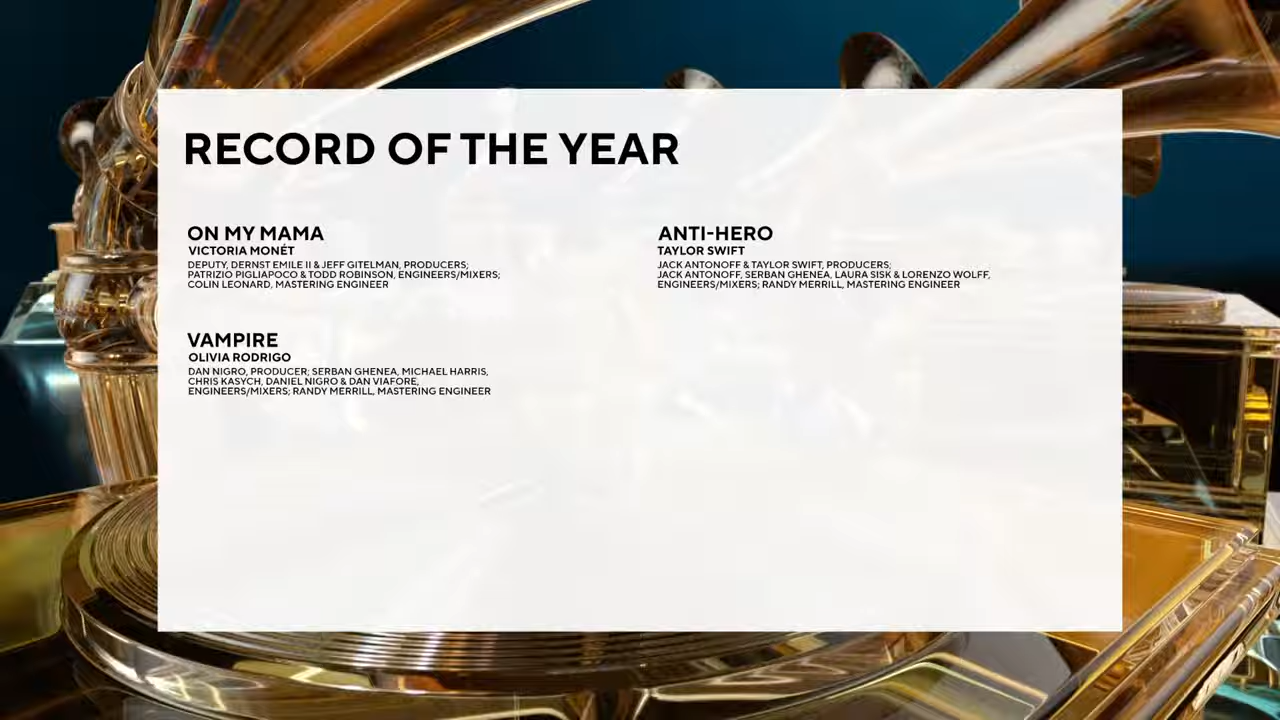 RECORD OF THE YEAR
ON MY MAMA
VICTORIA MONÉT
DEPUTY, DERNST EMILE II & JEFF GITELMAN, PRODUCERS;
PATRIZIO PIGLIAPOCO & TODD ROBINSON, ENGINEERS/MIXERS;
COLIN LEONARD, MASTERING ENGINEER
VAMPIRE
OLIVIA RODRIGO
DAN NIGRO, PRODUCER; SERBAN GHENEA, MICHAEL HARRIS,
CHRIS KASYCH, DANIEL NIGRO & DAN VIAFORE,
ENGINEERS/MIXERS; RANDY MERRILL, MASTERING ENGINEER
ANTI-HERO
TAYLOR SWIFT
JACK ANTONOFF & TAYLOR SWIFT, PRODUCERS;
JACK ANTONOFF, SERBAN GHENEA, LAURA SISK & LORENZO WOLFF,
ENGINEERS/MIXERS; RANDY MERRILL, MASTERING ENGINEER